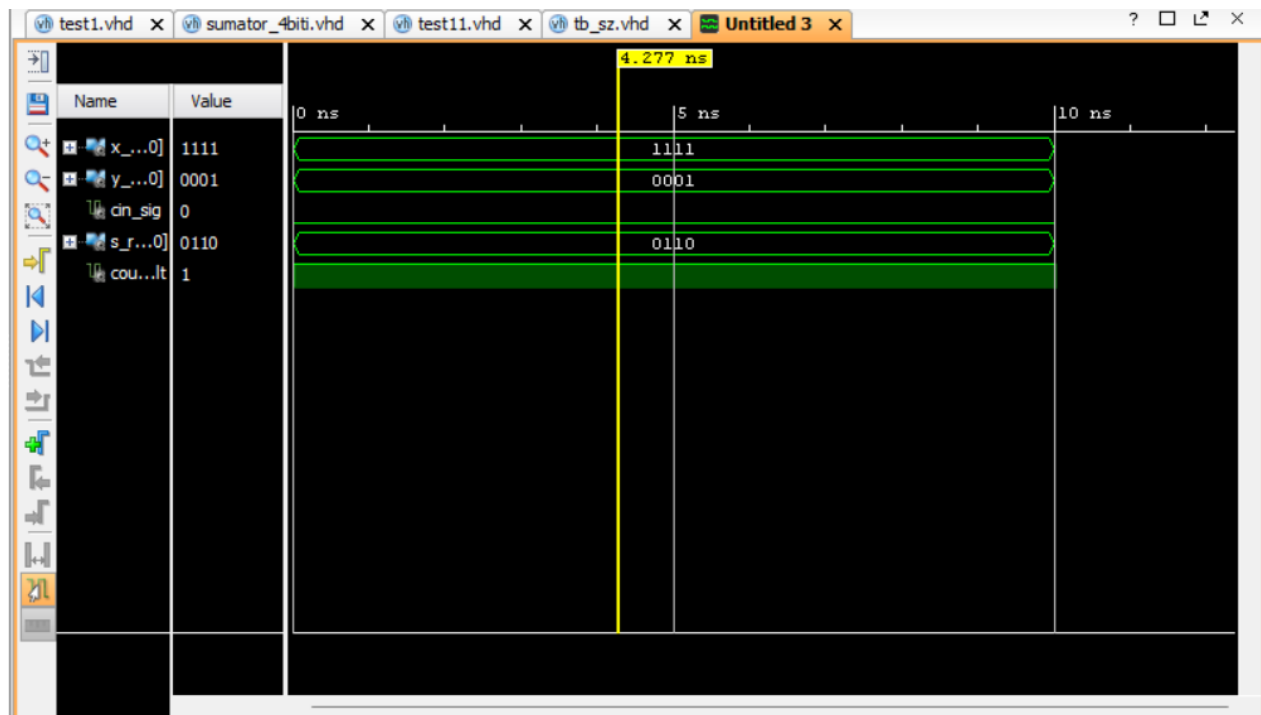 test1.vhd sumator_4biti.vhd test11.vhd tb_sz.vhd Untitled 3
4.277 ns
Name Value
0 ns 5 ns 10 ns
x_...0] 1111 1111
y_...0] 0001 0001
cin_sig 0
s_r...0] 0110 0110
cou...lt 1